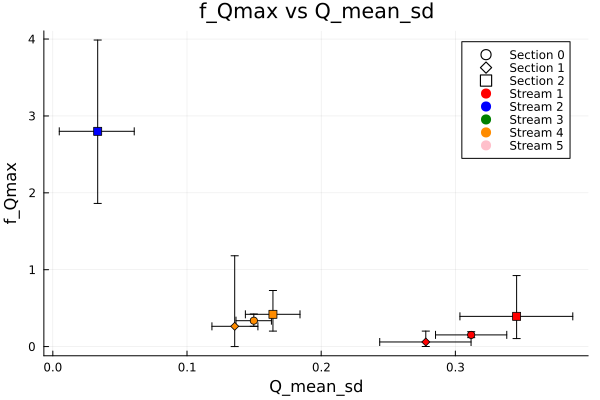 f_Qmax vs Q_mean_sd
Section 0
Section 1
Section 2
Stream 1
Stream 2
Stream 3
Stream 4
Stream 5
f_Qmax
4
3
2
1
0
0.0 0.1 0.2 0.3
Q_mean_sd